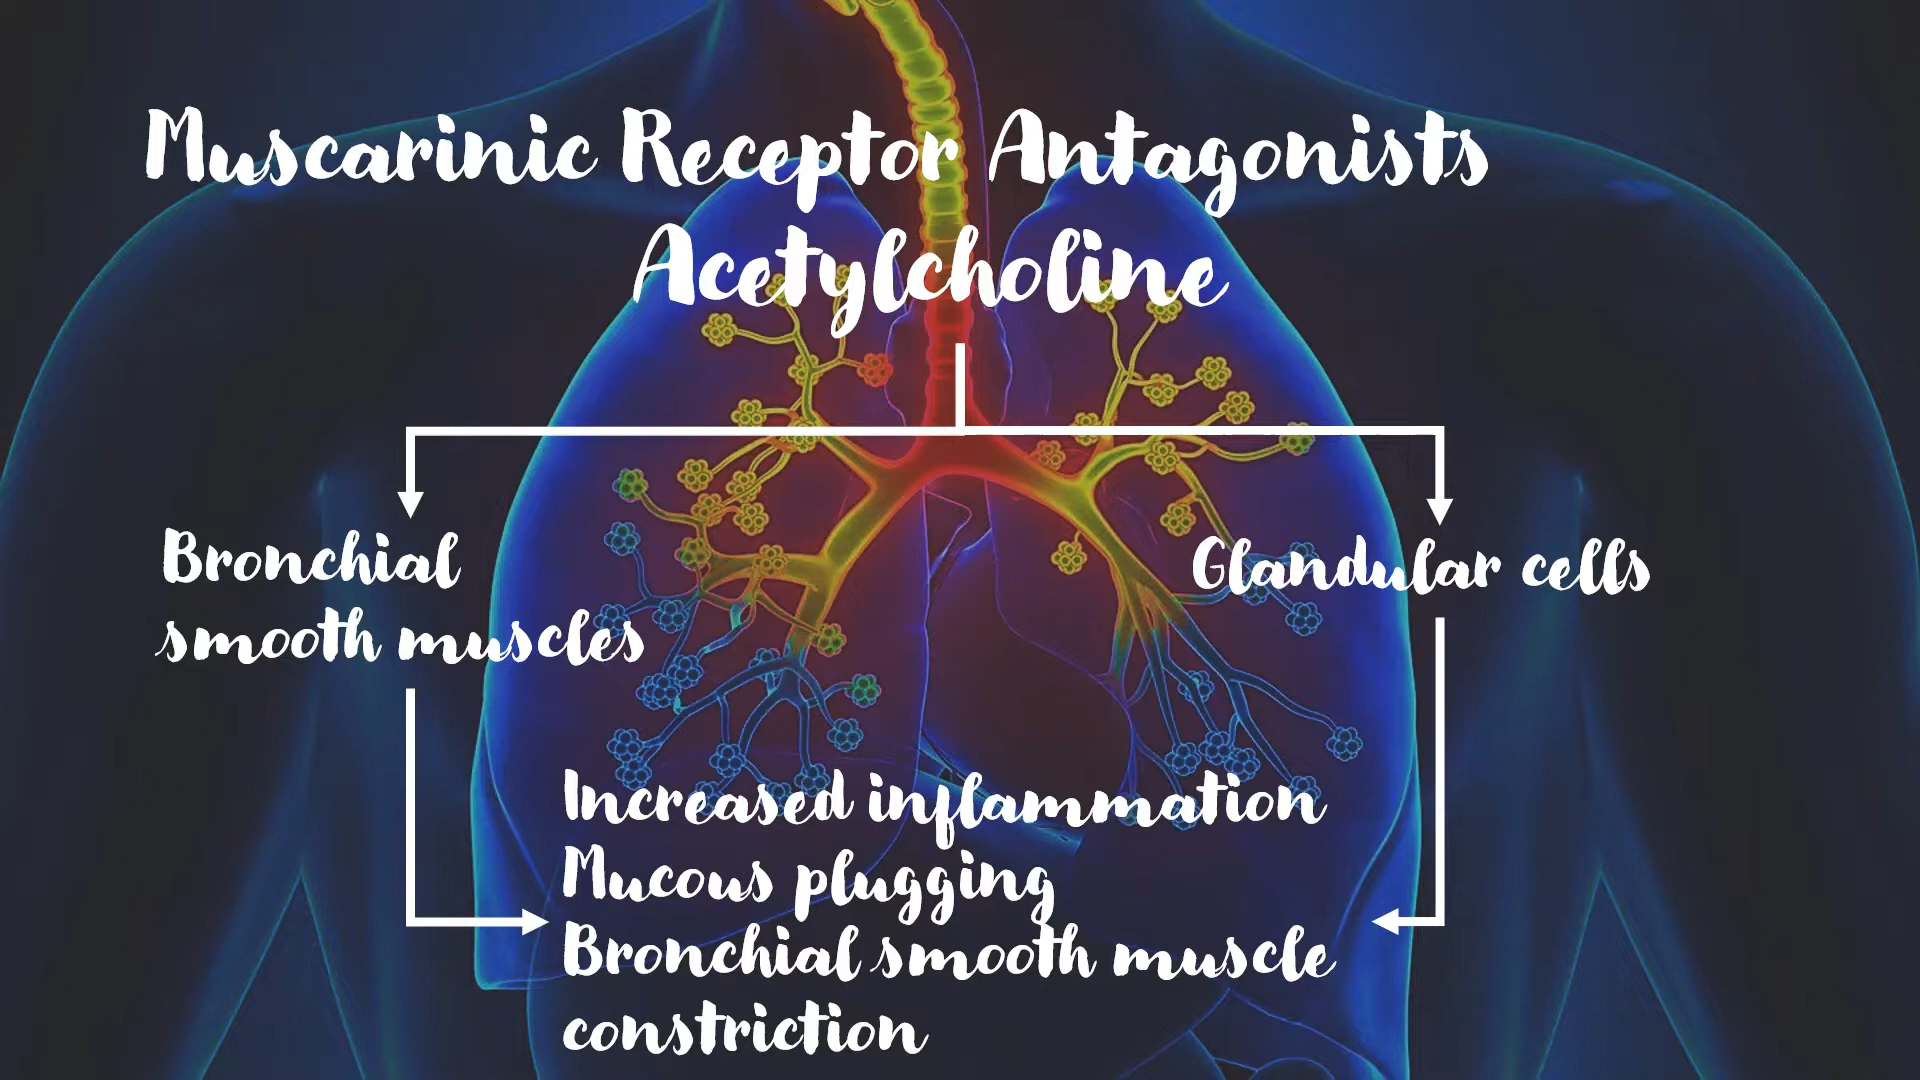 Muscarinic Receptor Antagonists
Acetylcholine
Bronchial
smooth muscles
Glandular cells
Increased inflammation
Mucous plugging
Bronchial smooth muscle
constriction